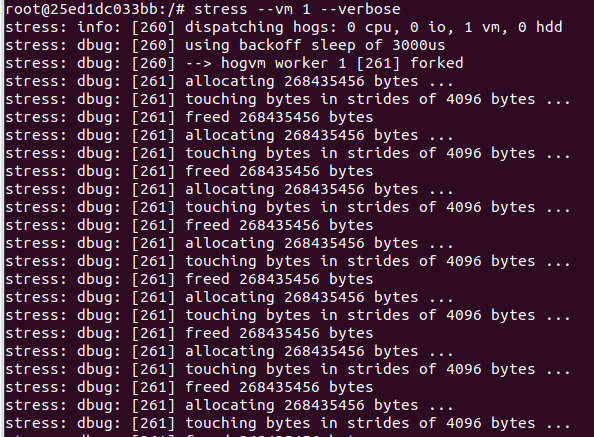 root@25ed1dc033bb:/# stress --vm 1 --verbose
stress: info: [260] dispatching hogs: 0 cpu, 0 io, 1 vm, 0 hdd
stress: dbug: [260] using backoff sleep of 3000us
stress: dbug: [260] --> hogvm worker 1 [261] forked
stress: dbug: [261] allocating 268435456 bytes ...
stress: dbug: [261] touching bytes in strides of 4096 bytes ...
stress: dbug: [261] freed 268435456 bytes
stress: dbug: [261] allocating 268435456 bytes ...
stress: dbug: [261] touching bytes in strides of 4096 bytes ...
stress: dbug: [261] freed 268435456 bytes
stress: dbug: [261] allocating 268435456 bytes ...
stress: dbug: [261] touching bytes in strides of 4096 bytes ...
stress: dbug: [261] freed 268435456 bytes
stress: dbug: [261] allocating 268435456 bytes ...
stress: dbug: [261] touching bytes in strides of 4096 bytes ...
stress: dbug: [261] freed 268435456 bytes
stress: dbug: [261] allocating 268435456 bytes ...
stress: dbug: [261] touching bytes in strides of 4096 bytes ...
stress: dbug: [261] freed 268435456 bytes
stress: dbug: [261] allocating 268435456 bytes ...
stress: dbug: [261] touching bytes in strides of 4096 bytes ...
stress: dbug: [261] freed 268435456 bytes
stress: dbug: [261] allocating 268435456 bytes ...
stress: dbug: [261] touching bytes in strides of 4096 bytes ...